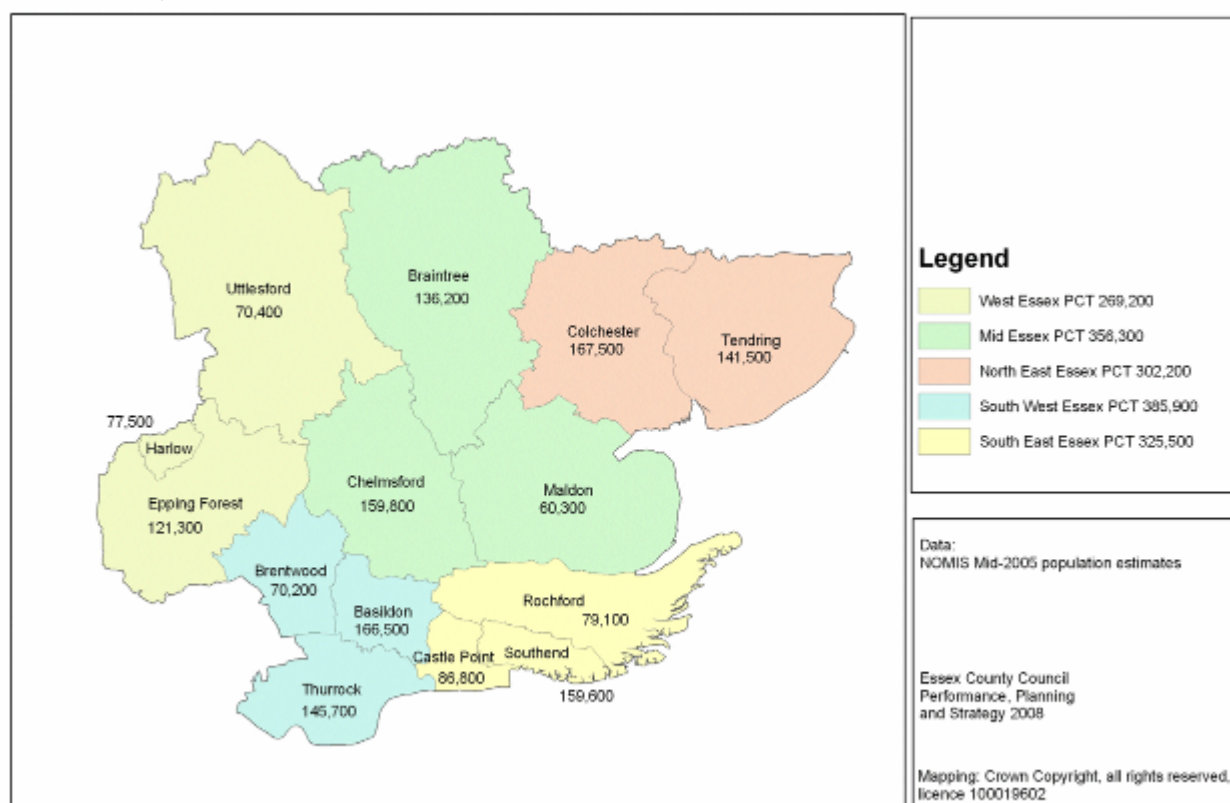 Uttlesford
70,400
Braintree
136,200
Colchester
167,500
Tendring
141,500
77,500
Harlow
Epping Forest
121,300
Chelmsford
159,800
Maldon
60,300
Brentwood
70,200
Basildon
166,500
Rochford
79,100
Castle Point
86,800
Southend
159,600
Thurrock
145,700
Legend
West Essex PCT 269,200
Mid Essex PCT 356,300
North East Essex PCT 302,200
South West Essex PCT 385,900
South East Essex PCT 325,500
Data:
NOMIS Mid-2005 population estimates
Essex County Council
Performance, Planning
and Strategy 2008
Mapping: Crown Copyright, all rights reserved,
licence 100019602